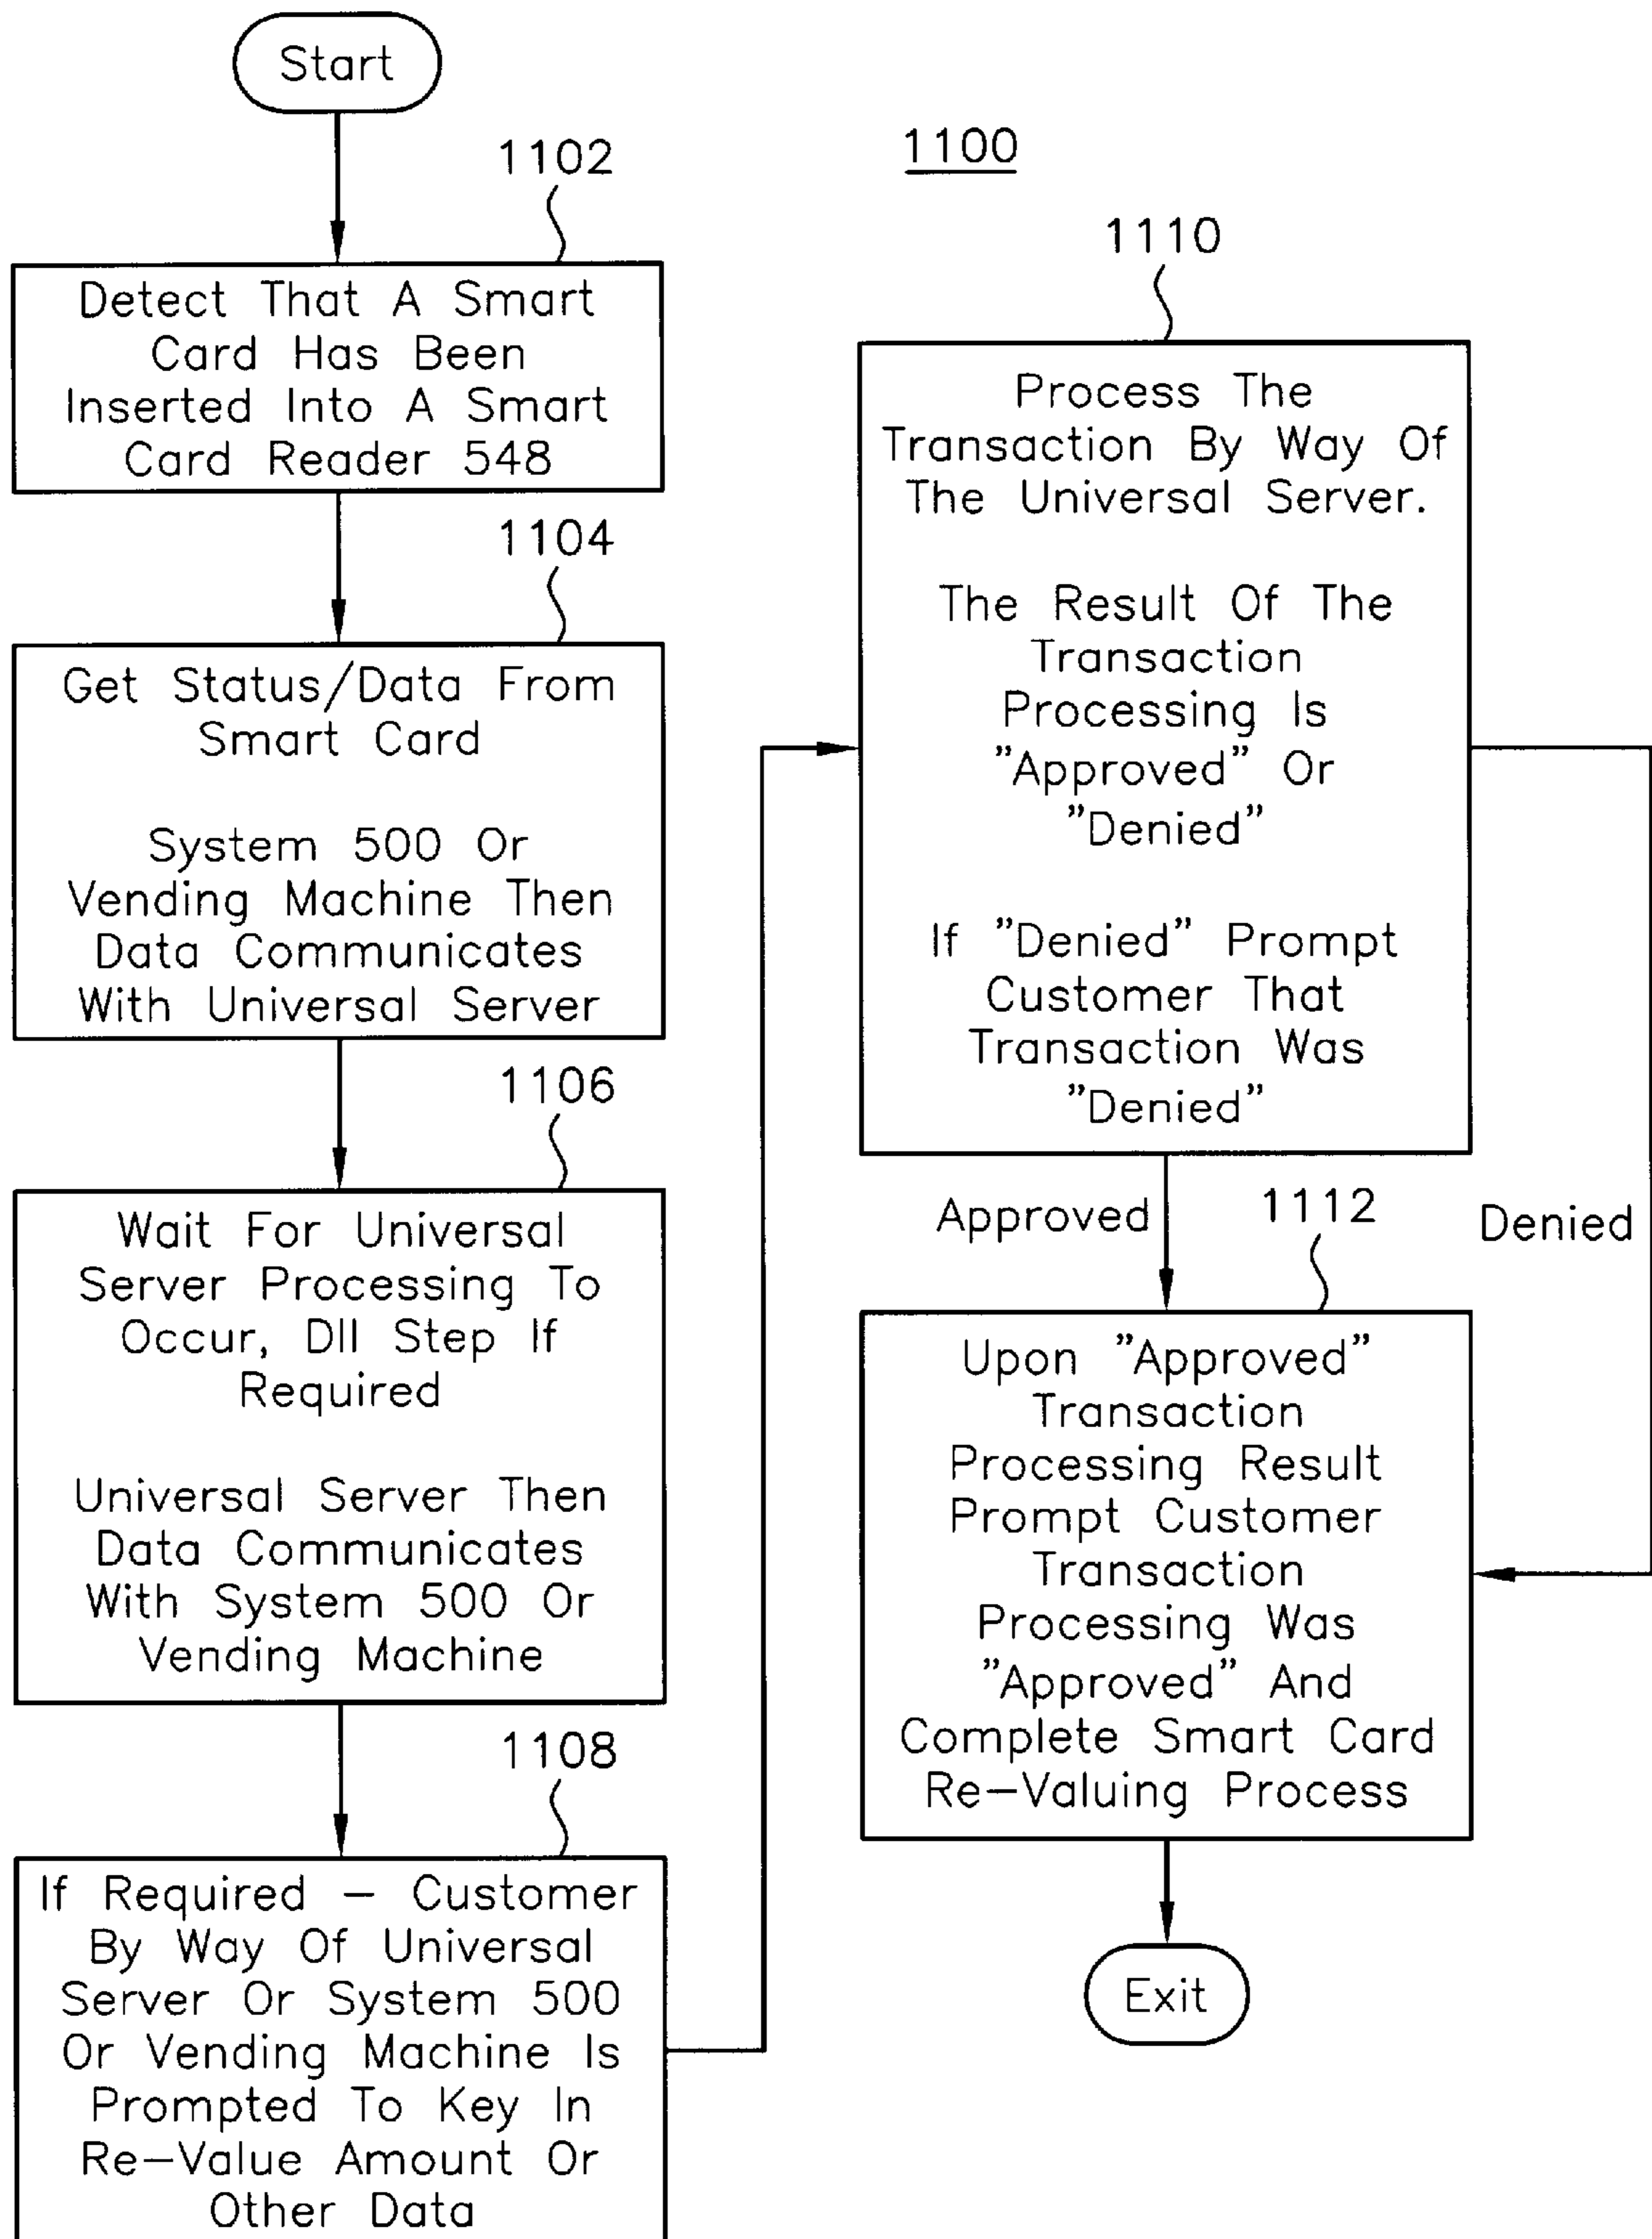 Start
1100
1102
Detect That A Smart
Card Has Been
Inserted Into A Smart
Card Reader 548
1104
Get Status/Data From
Smart Card
System 500 Or
Vending Machine Then
Data Communicates
With Universal Server
1106
Wait For Universal
Server Processing To
Occur, DII Step If
Required
Universal Server Then
Data Communicates
With System 500 Or
Vending Machine
1108
If Required – Customer
By Way Of Universal
Server Or System 500
Or Vending Machine Is
Prompted To Key In
Re–Value Amount Or
Other Data
1110
Process The
Transaction By Way Of
The Universal Server.
The Result Of The
Transaction
Processing Is
"Approved" Or
"Denied"
If "Denied" Prompt
Customer That
Transaction Was
"Denied"
Approved
Denied
1112
Upon "Approved"
Transaction
Processing Result
Prompt Customer
Transaction
Processing Was
"Approved" And
Complete Smart Card
Re–Valuing Process
Exit